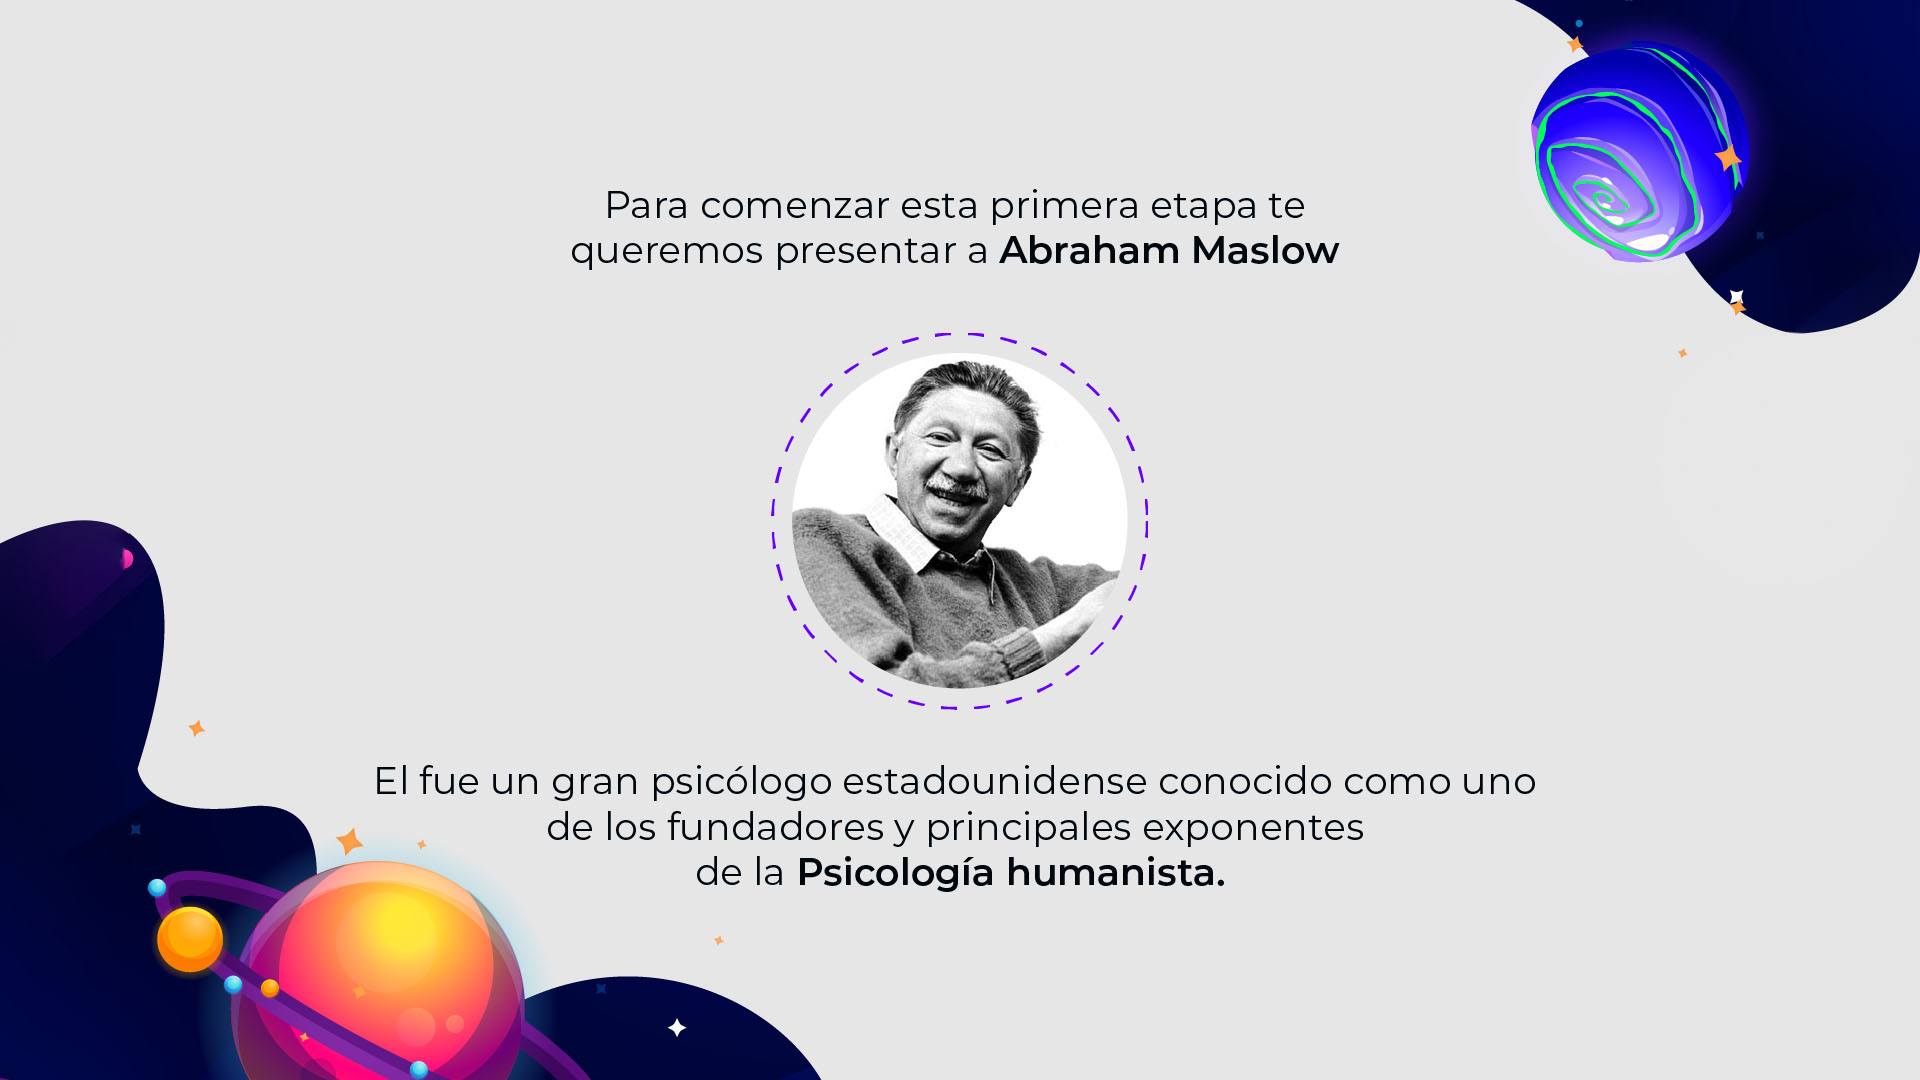 Para comenzar esta primera etapa te
queremos presentar a Abraham Maslow
El fue un gran psicólogo estadounidense conocido como uno
de los fundadores y principales exponentes
de la Psicología humanista.